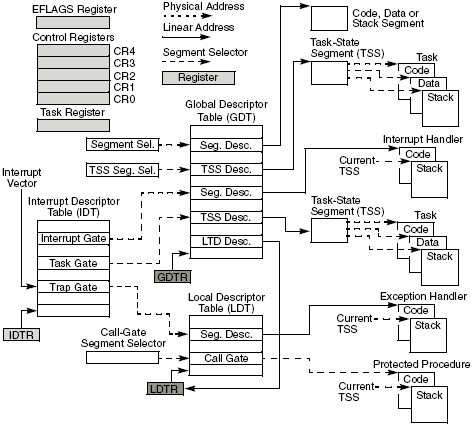 EFLAGS Register
Control Registers
CR4
CR3
CR2
CR1
CR0
Task Register
Physical Address
Linear Address
Segment Selector
Register
Code, Data or
Stack Segment
Task-State
Segment (TSS)
Task
Code
Data
Stack
Global Descriptor
Table (GDT)
Segment Sel.
Seg. Desc.
TSS Seg. Sel.
TSS Desc.
Seg. Desc.
TSS Desc.
LTD Desc.
GDTR
Interrupt Handler
Code
Current-
TSS
Stack
Interrupt
Vector
Interrupt Descriptor
Table (IDT)
Interrupt Gate
Task Gate
Trap Gate
IDTR
Task-State
Segment (TSS)
Task
Code
Data
Stack
Local Descriptor
Table (LDT)
Call-Gate
Segment Selector
Seg. Desc.
Call Gate
LDTR
Exception Handler
Code
Current-
TSS
Stack
Protected Procedure
Code
Current-
TSS
Stack